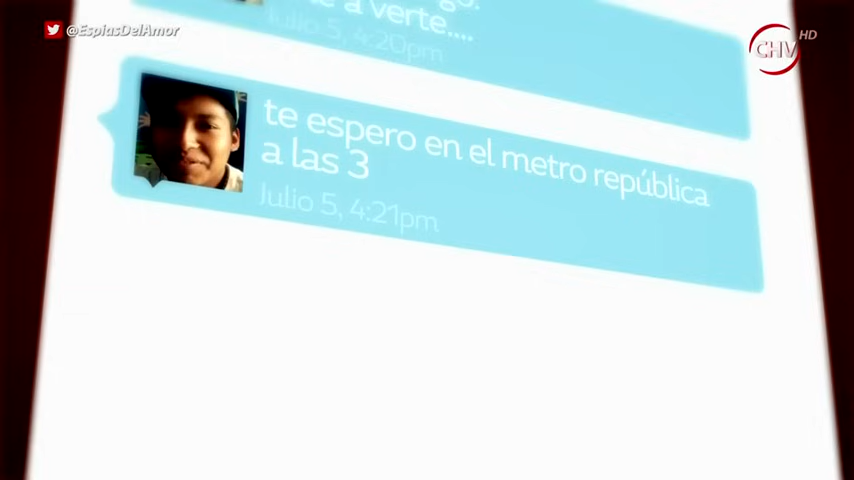 @EspiasDelAmor
CHV HD
a verte....
Julio 5, 4:20pm
te espero en el metro república
a las 3
Julio 5, 4:21pm